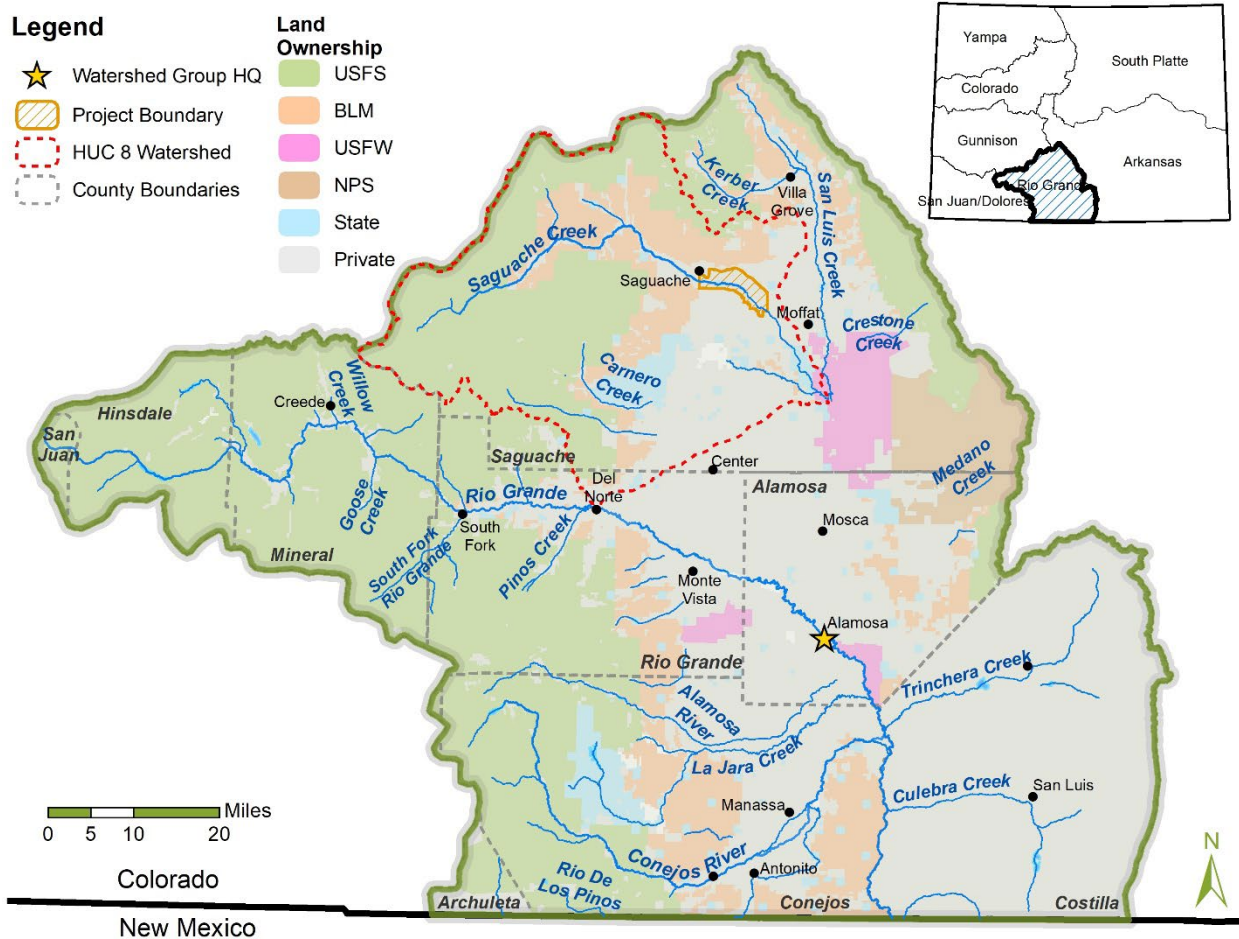 Legend
Watershed Group HQ
Project Boundary
HUC 8 Watershed
County Boundaries
Land
Ownership
USFS
BLM
USFW
NPS
State
Private
Yampa
South Platte
Colorado
Gunnison
Arkansas
Rio Grand
San Juan/Dolores
Kerber
Creek
Villa
Grove
San Luis Creek
Saguache Creek
Saguache
Moffat
Crestone
Creek
Carnero
Creek
Willow
Creek
Creede
Hinsdale
San
Juan
Goose
Creek
Mineral
Saguache
Center
Del
Norte
Rio Grande
South
Fork
South Fork
Rio Grande
Pinos Creek
Alamosa
Medano
Creek
Mosca
Monte
Vista
Alamosa
Rio Grande
Trinchera Creek
Alamosa
River
La Jara Creek
Culebra Creek
San Luis
Manassa
Conejos River
Antonito
Rio De
Los Pinos
Archuleta
Conejos
Costilla
Miles
0 5 10 20
N
Colorado
New Mexico